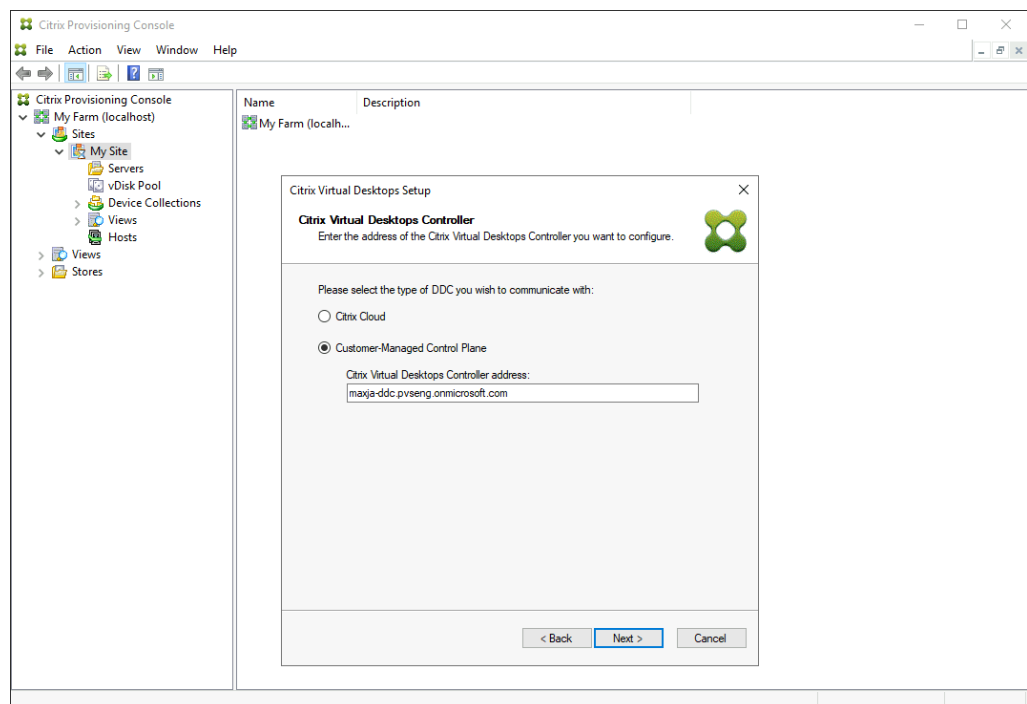 Citrix Provisioning Console
File Action View Window Help
Citrix Provisioning Console
My Farm (localhost)
Sites
My Site
Servers
vDisk Pool
Device Collections
Views
Hosts
Views
Stores
Name Description
My Farm (localh...
Citrix Virtual Desktops Setup
Citrix Virtual Desktops Controller
Enter the address of the Citrix Virtual Desktops Controller you want to configure.
Please select the type of DDC you wish to communicate with:
Citrix Cloud
Customer-Managed Control Plane
Citrix Virtual Desktops Controller address:
maxja-ddc.pvseng.onmicrosoft.com
< Back Next > Cancel